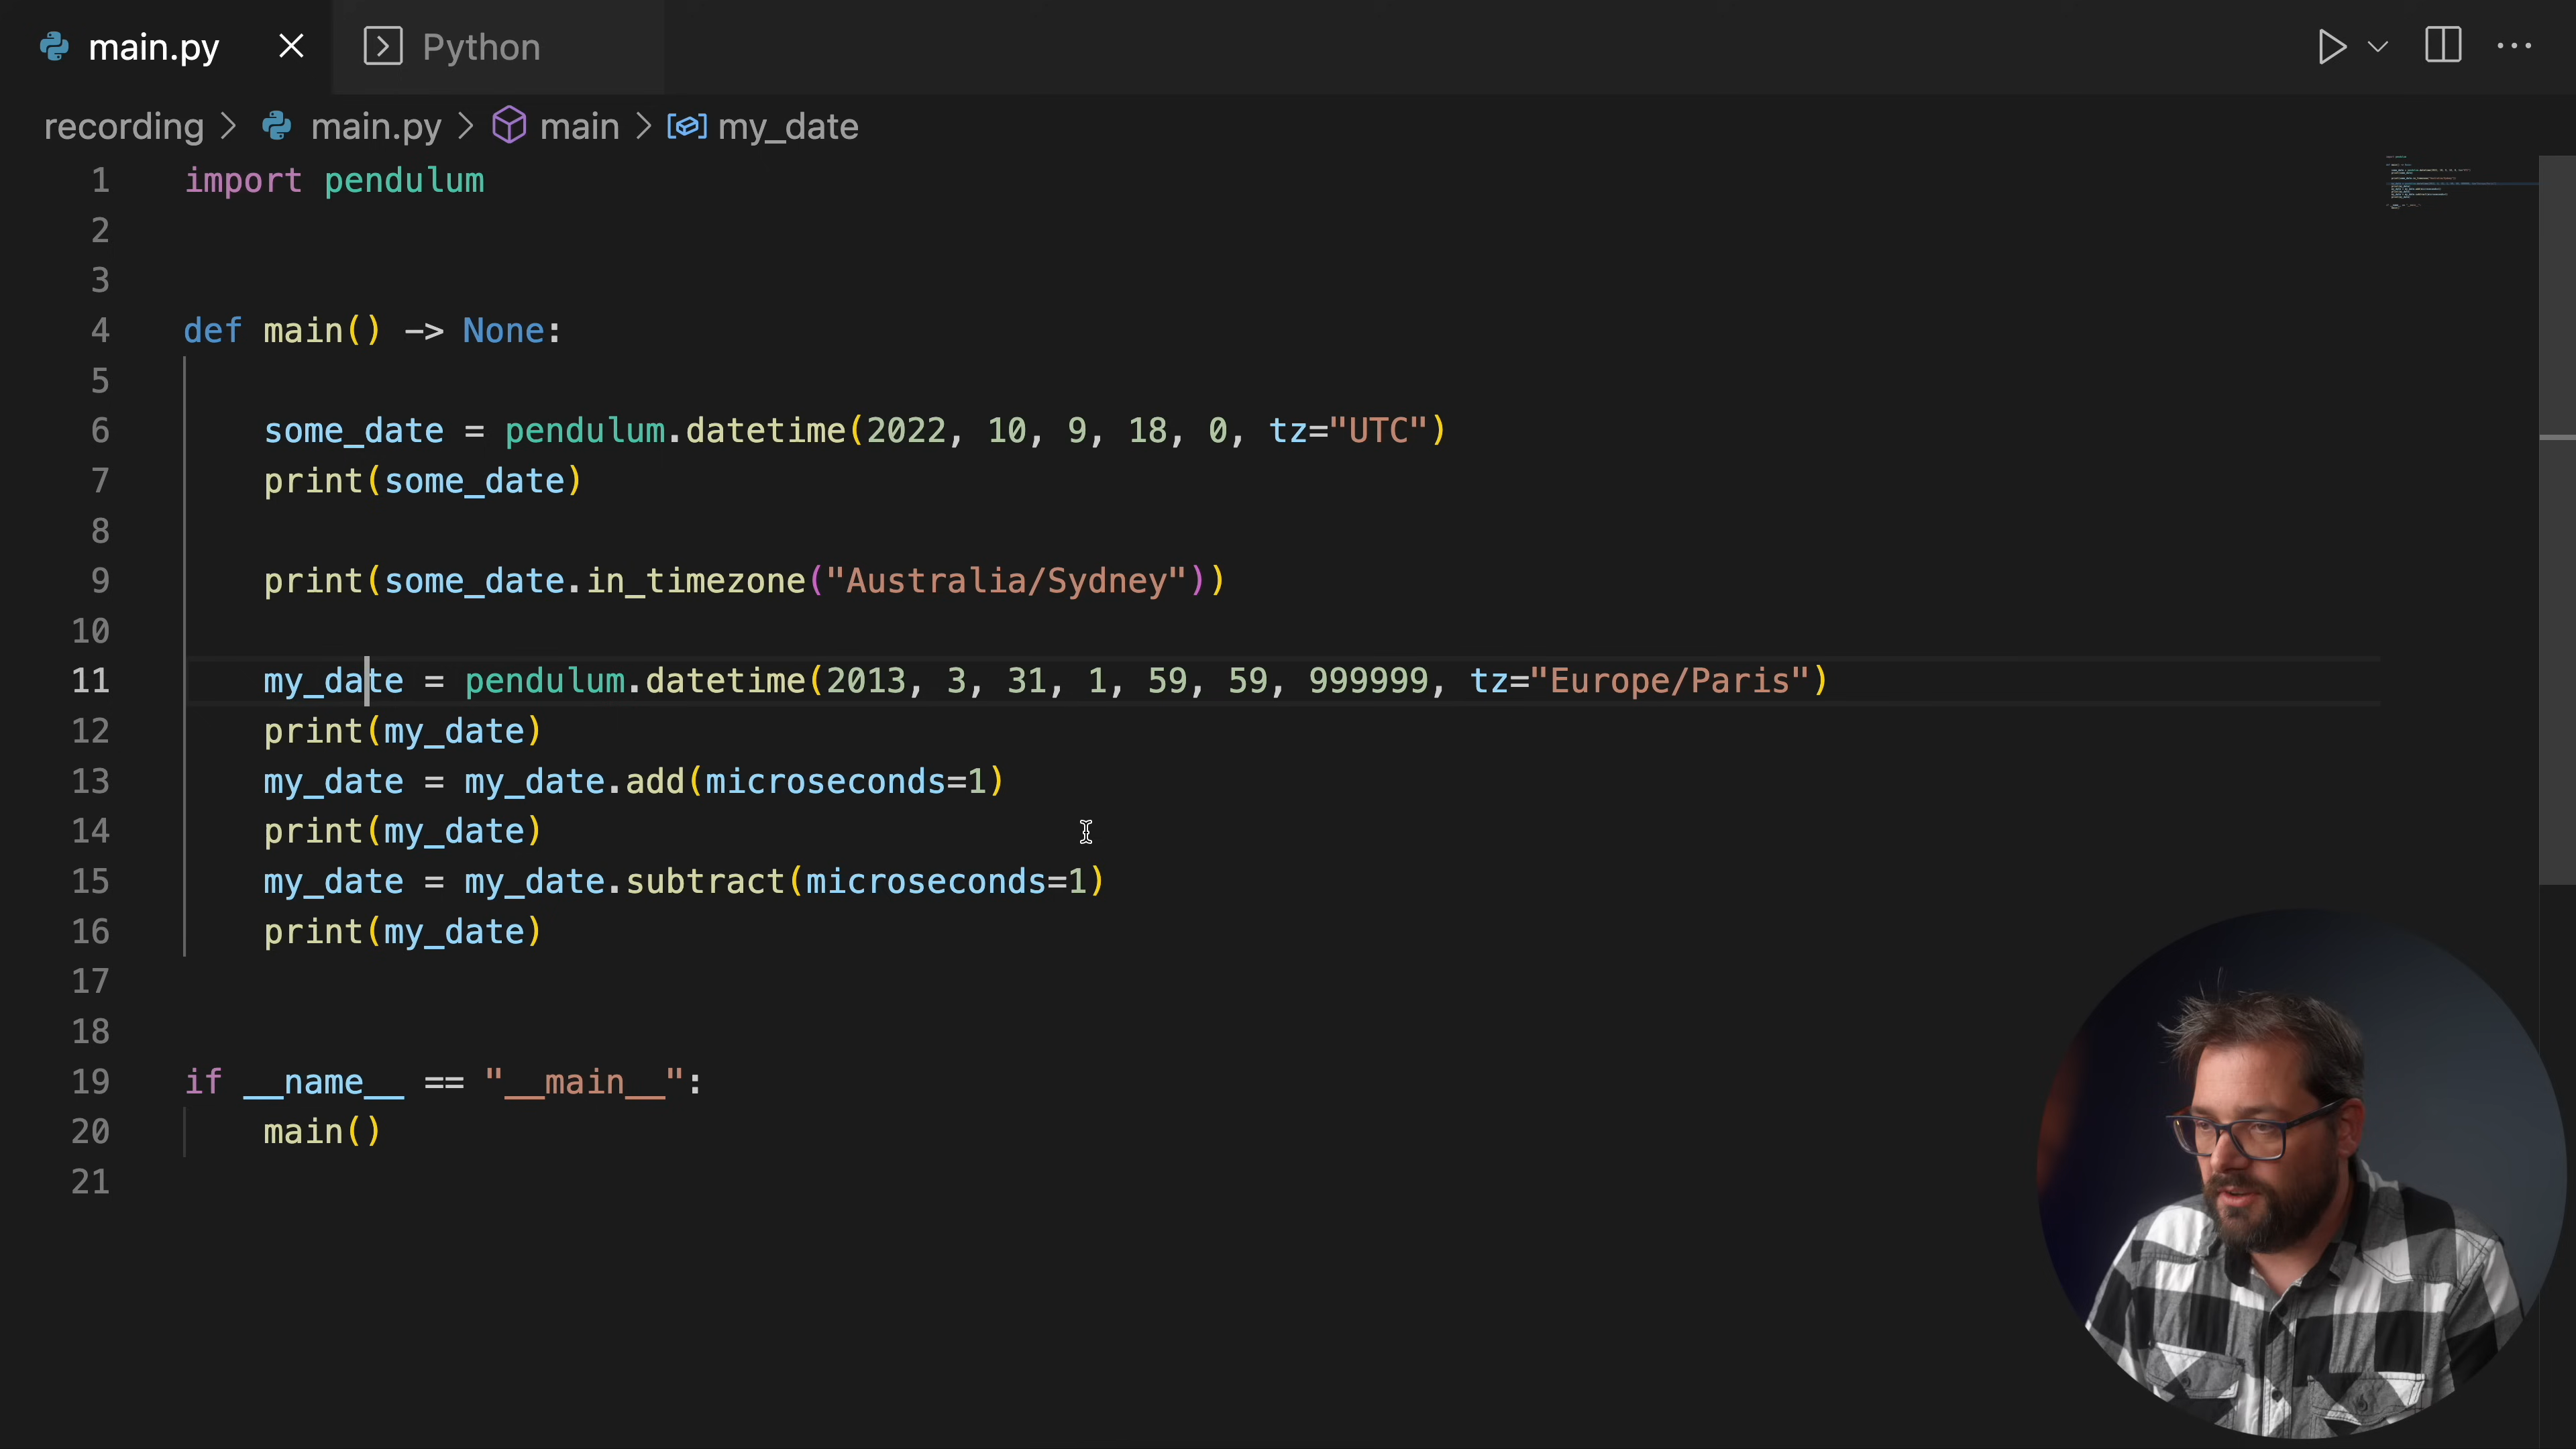 main.py
Python
recording > main.py > main > my_date
1 import pendulum
2
3
4 def main() -> None:
5
6 some_date = pendulum.datetime(2022, 10, 9, 18, 0, tz="UTC")
7 print(some_date)
8
9 print(some_date.in_timezone("Australia/Sydney"))
10
11 my_date = pendulum.datetime(2013, 3, 31, 1, 59, 59, 999999, tz="Europe/Paris")
12 print(my_date)
13 my_date = my_date.add(microseconds=1)
14 print(my_date)
15 my_date = my_date.subtract(microseconds=1)
16 print(my_date)
17
18
19 if __name__ == "__main__":
20 main()
21